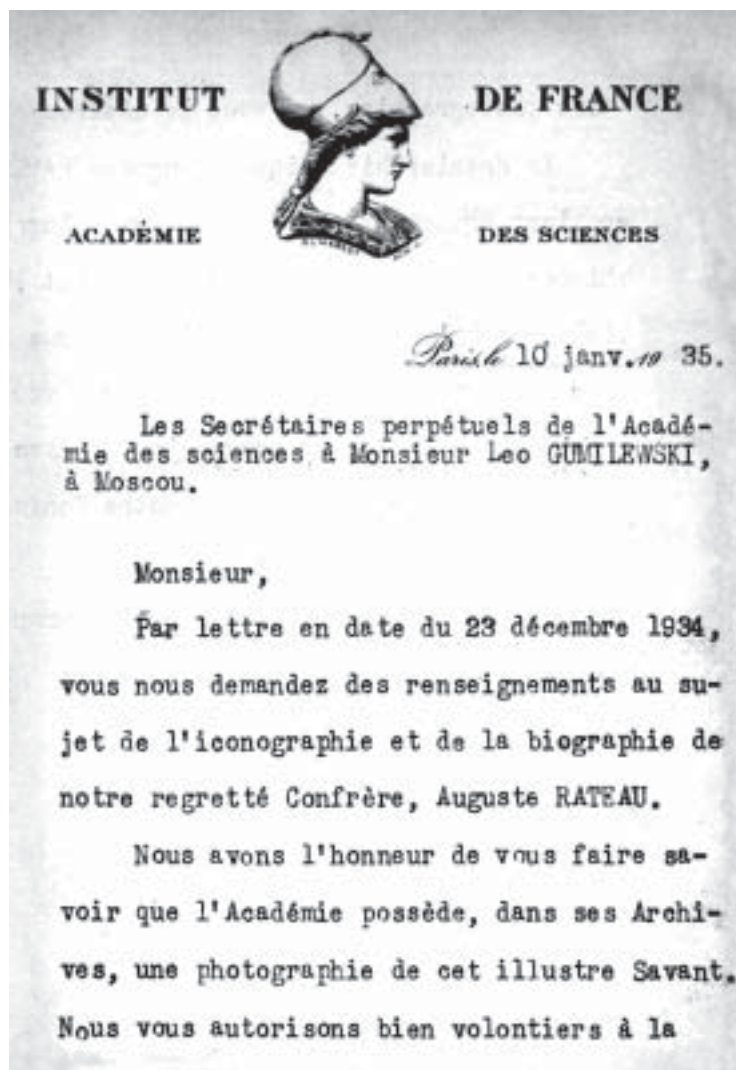 INSTITUT DE FRANCE
ACADÉMIE DES SCIENCES
Paris, le 10 janv. 19 35.
Les Secrétaires perpétuels de l'Acadé-
mie des sciences à Monsieur Leo GUMILEWSKI,
à Moscou.
Monsieur,
Par lettre en date du 23 décembre 1934,
vous nous demandez des renseignements au su-
jet de l'iconographie et de la biographie de
notre regretté Confrère, Auguste RATEAU.
Nous avons l'honneur de vous faire sa-
voir que l'Académie possède, dans ses Archi-
ves, une photographie de cet illustre Savant.
Nous vous autorisons bien volontiers à la